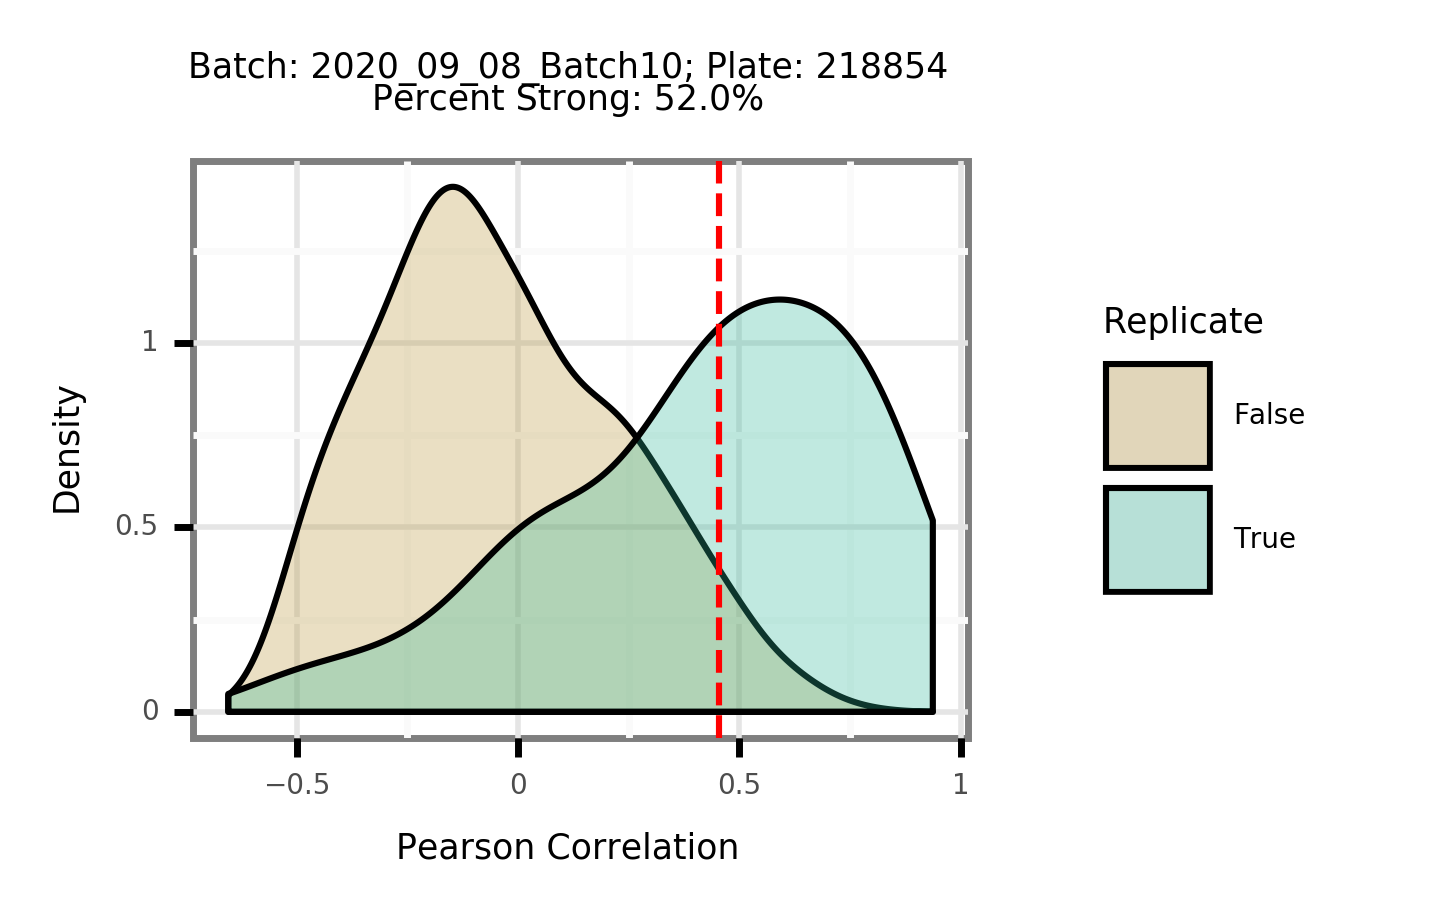 Batch: 2020_09_08_Batch10; Plate: 218854
Percent Strong: 52.0%
Density
1
0.5
0
−0.5
0
0.5
1
Pearson Correlation
Replicate
False
True